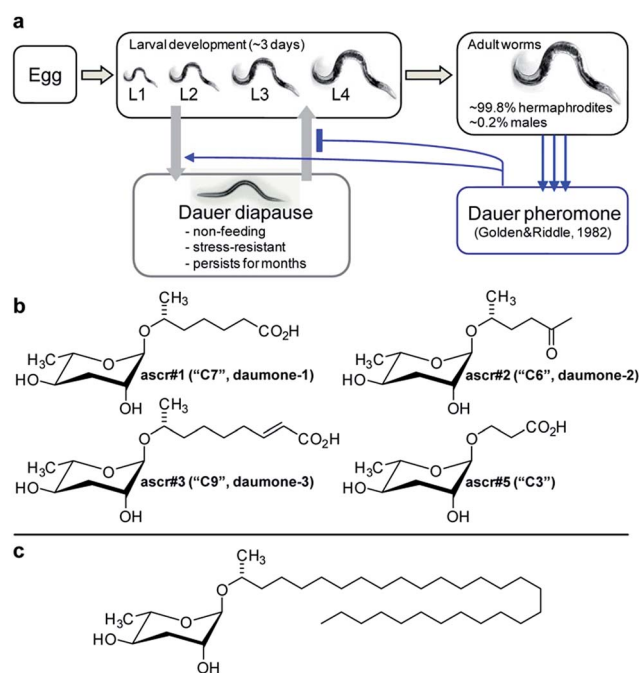 a
Egg
Larval development (~3 days)
L1 L2 L3 L4
Adult worms
~99.8% hermaphrodites
~0.2% males
Dauer diapause
- non-feeding
- stress-resistant
- persists for months
Dauer pheromone
(Golden&Riddle, 1982)
b
CH₃
O
CO₂H
H₃C
O
HO
OH
ascr#1 ("C7", daumone-1)
CH₃
O
O
H₃C
O
HO
OH
ascr#2 ("C6", daumone-2)
CH₃
O
CO₂H
H₃C
O
HO
OH
ascr#3 ("C9", daumone-3)
O
CO₂H
H₃C
O
HO
OH
ascr#5 ("C3")
c
CH₃
O
H₃C
O
HO
OH